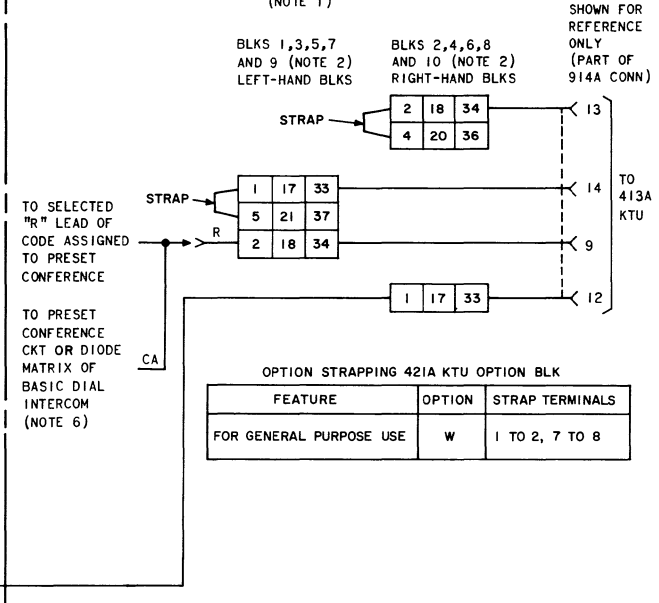 (NOTE 1)
SHOWN FOR
REFERENCE
ONLY
(PART OF
914A CONN)
BLKS 1,3,5,7
AND 9 (NOTE 2)
LEFT-HAND BLKS
BLKS 2,4,6,8
AND 10 (NOTE 2)
RIGHT-HAND BLKS
STRAP
2 18 34
4 20 36
13
STRAP
1 17 33
5 21 37
2 18 34
R
14
9
TO
413A
KTU
TO SELECTED
"R" LEAD OF
CODE ASSIGNED
TO PRESET
CONFERENCE
1 17 33
12
TO PRESET
CONFERENCE
CKT OR DIODE
MATRIX OF
BASIC DIAL
INTERCOM
(NOTE 6)
CA
OPTION STRAPPING 421A KTU OPTION BLK
FEATURE OPTION STRAP TERMINALS
FOR GENERAL PURPOSE USE W 1 TO 2, 7 TO 8